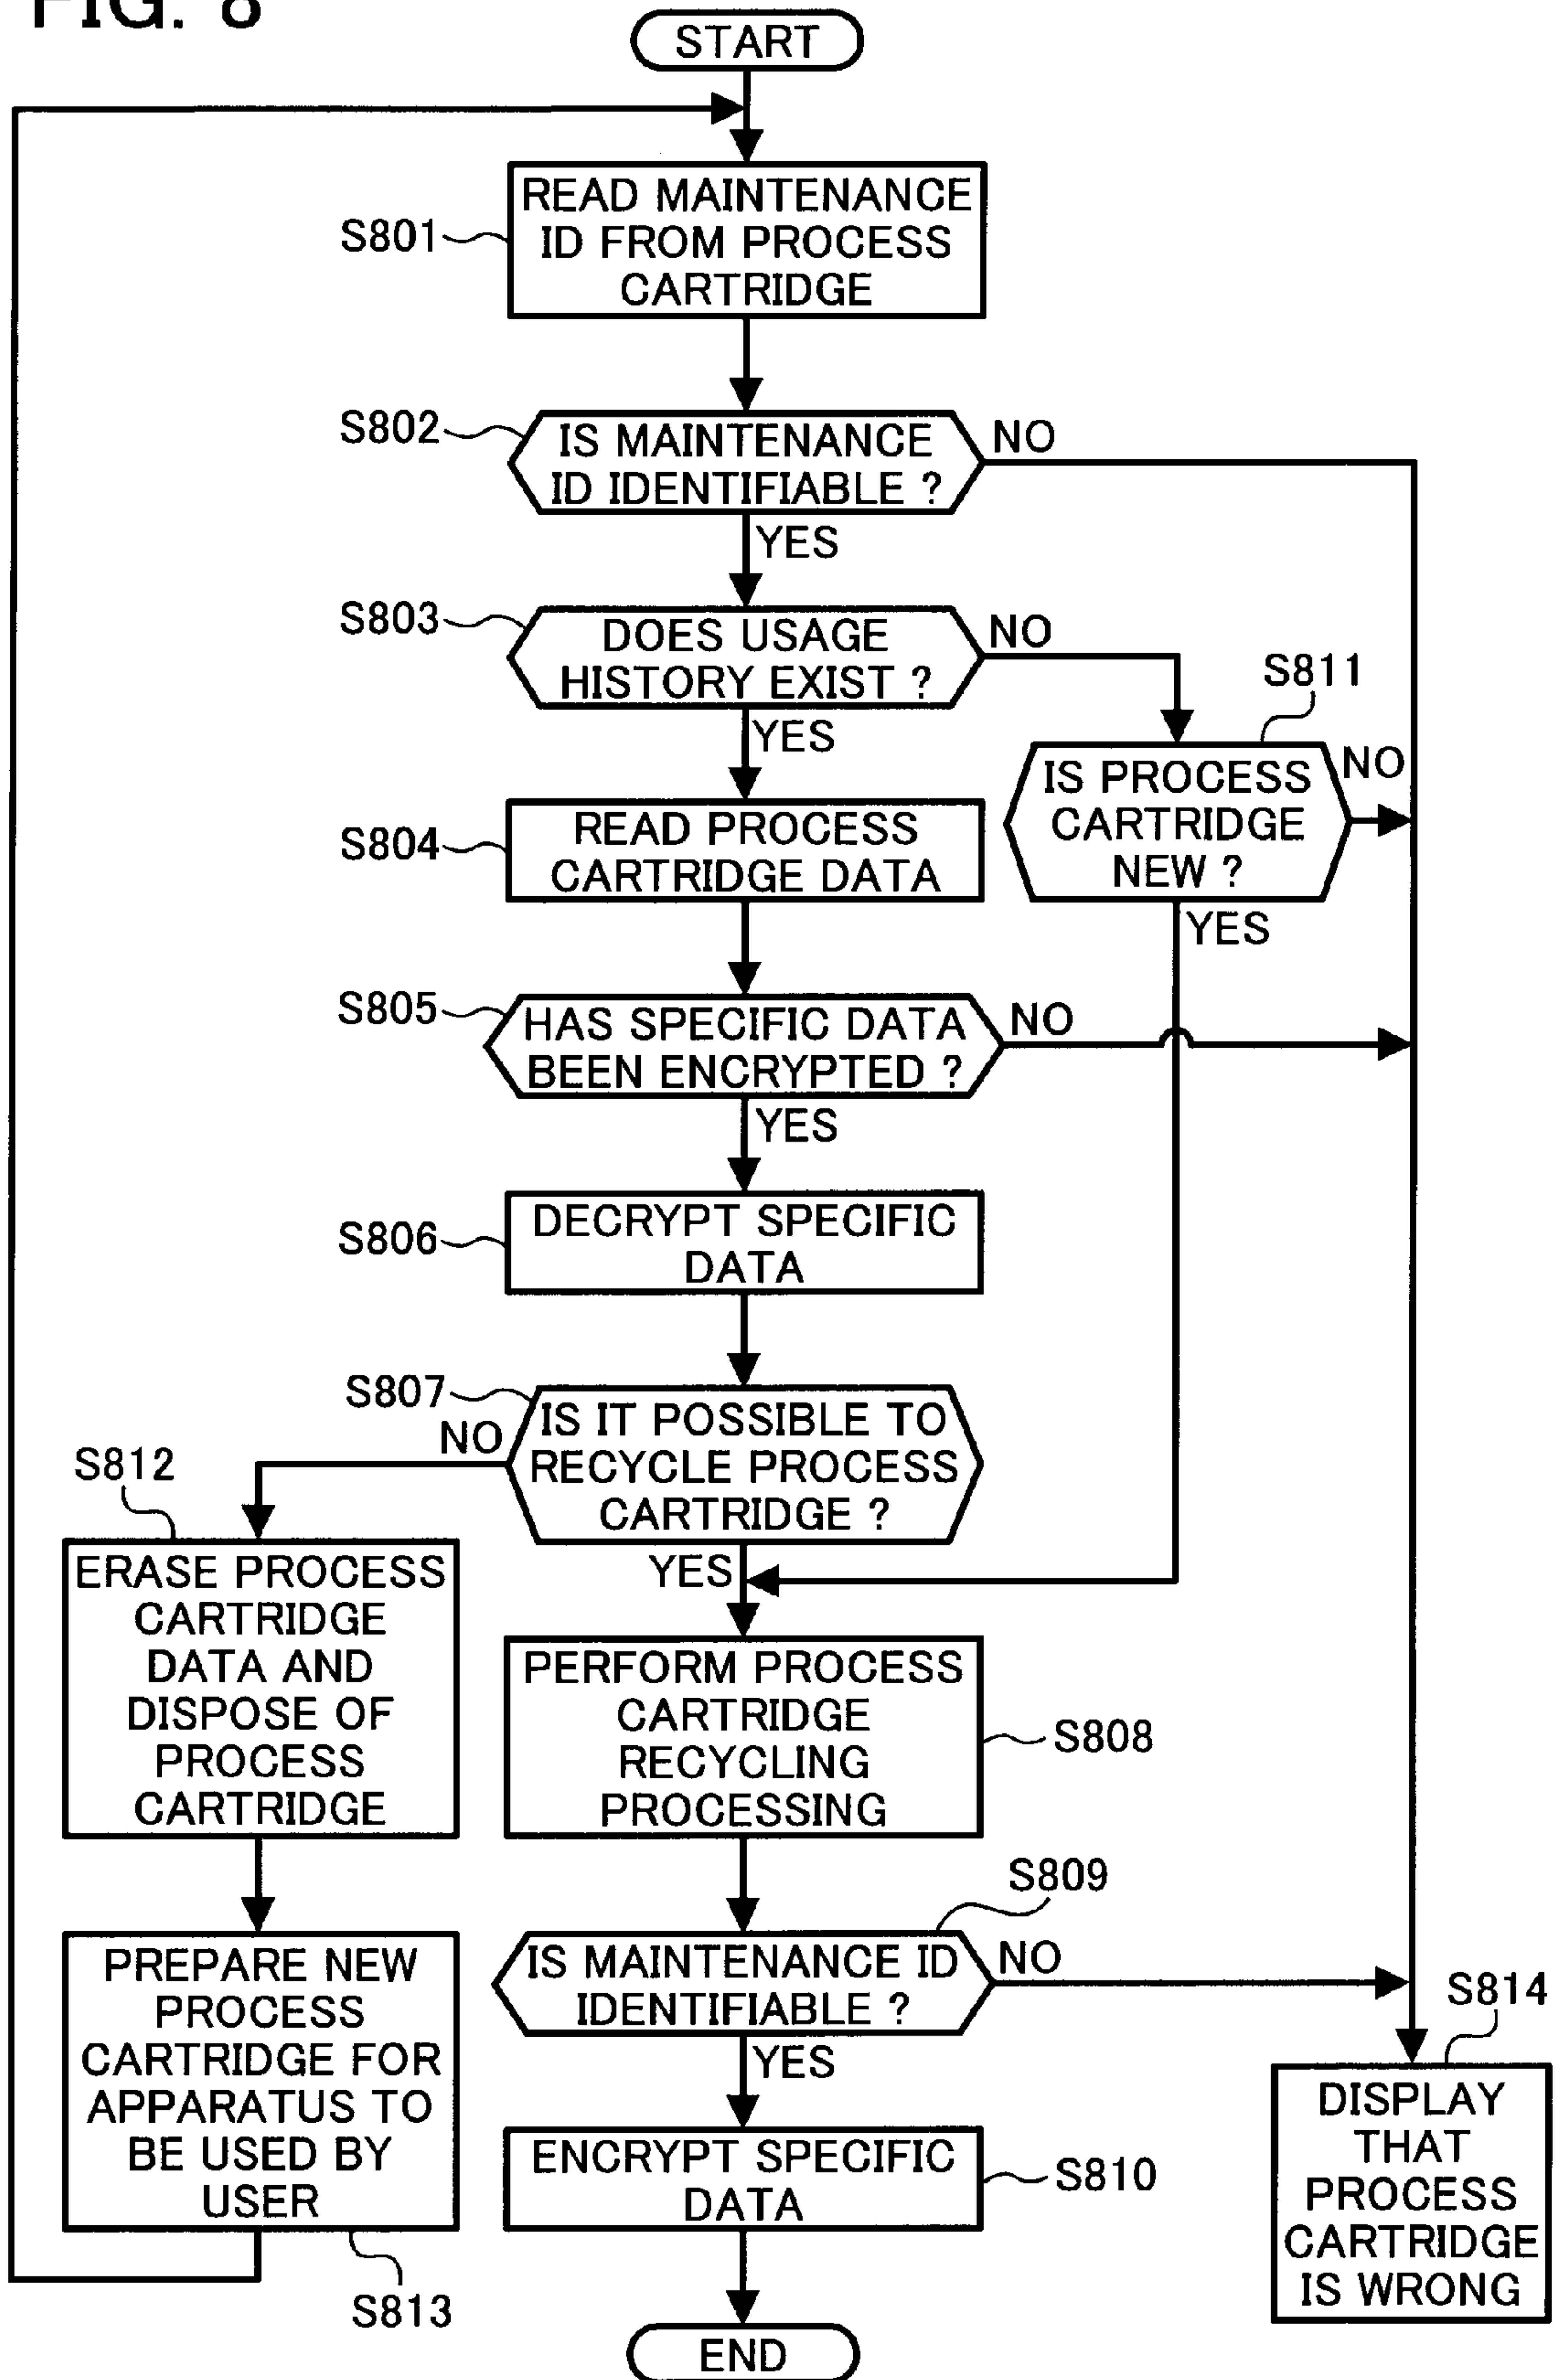 FIG. 8
START
READ MAINTENANCE
ID FROM PROCESS
CARTRIDGE
S801
S802
IS MAINTENANCE
ID IDENTIFIABLE ?
NO
YES
S803
DOES USAGE
HISTORY EXIST ?
NO
YES
S811
IS PROCESS
CARTRIDGE
NEW ?
NO
YES
S804
READ PROCESS
CARTRIDGE DATA
S805
HAS SPECIFIC DATA
BEEN ENCRYPTED ?
NO
YES
S806
DECRYPT SPECIFIC
DATA
S807
IS IT POSSIBLE TO
RECYCLE PROCESS
CARTRIDGE ?
NO
YES
S812
ERASE PROCESS
CARTRIDGE
DATA AND
DISPOSE OF
PROCESS
CARTRIDGE
PERFORM PROCESS
CARTRIDGE
RECYCLING
PROCESSING
S808
S809
IS MAINTENANCE ID
IDENTIFIABLE ?
NO
YES
PREPARE NEW
PROCESS
CARTRIDGE FOR
APPARATUS TO
BE USED BY
USER
S813
ENCRYPT SPECIFIC
DATA
S810
S814
DISPLAY
THAT
PROCESS
CARTRIDGE
IS WRONG
END